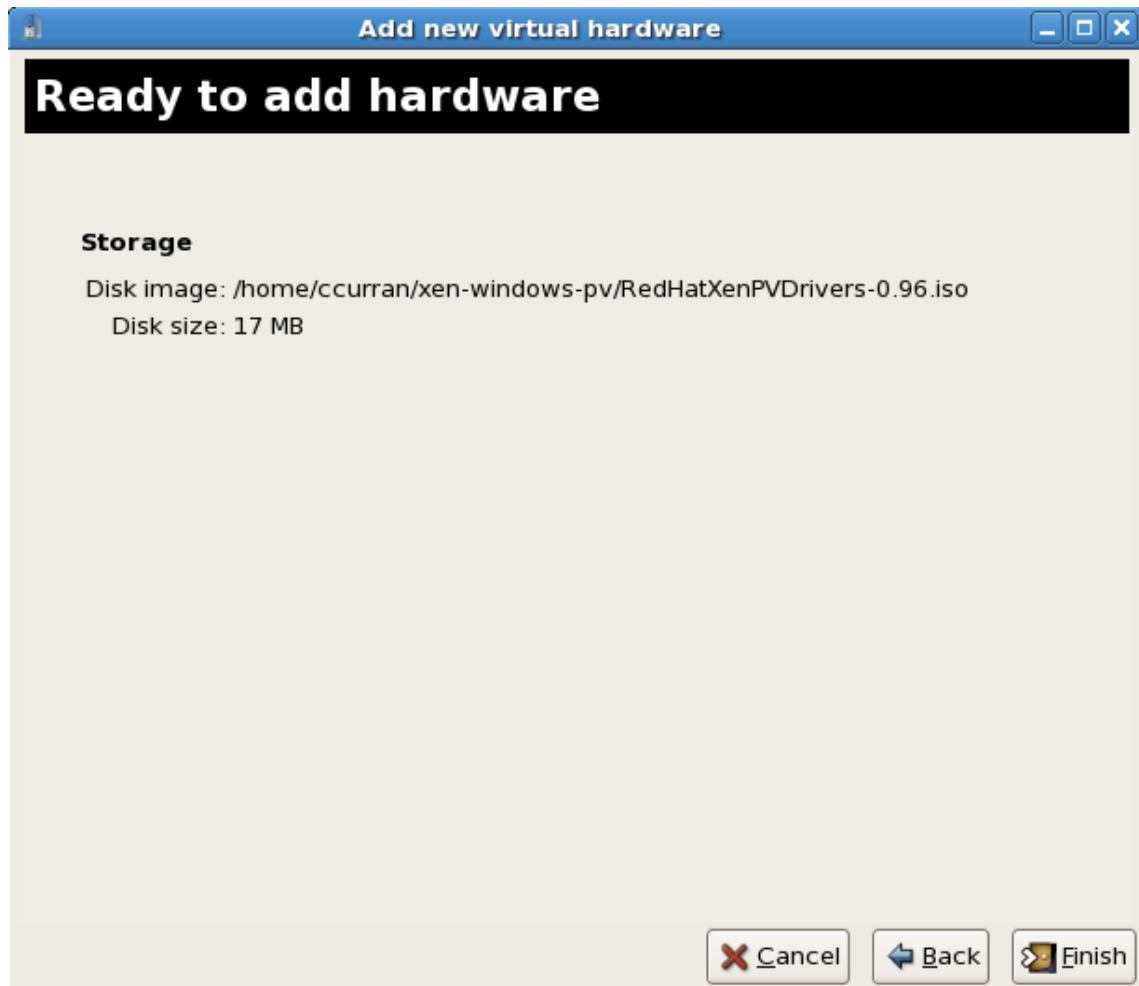 Add new virtual hardware
Ready to add hardware
Storage
Disk image: /home/ccurran/xen-windows-pv/RedHatXenPVDrivers-0.96.iso
Disk size: 17 MB
Cancel Back Finish